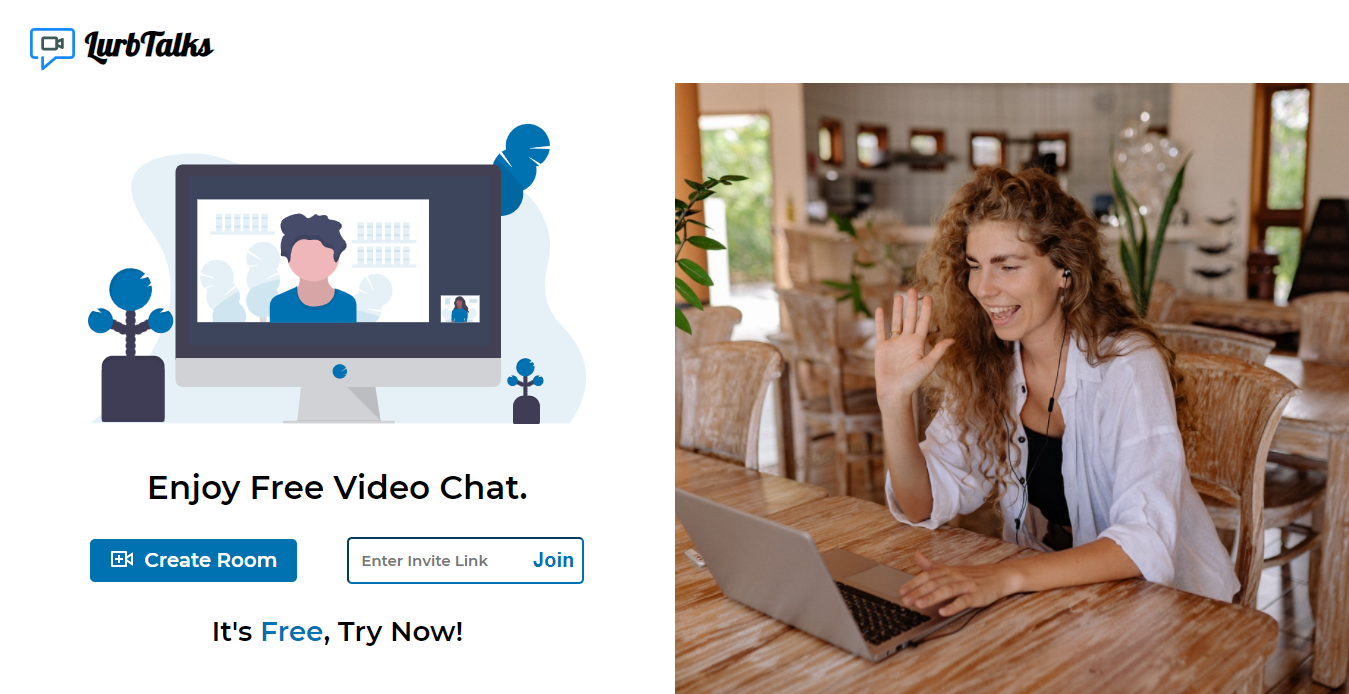 LurbTalks
Enjoy Free Video Chat.
Create Room
Enter Invite Link Join
It's Free, Try Now!